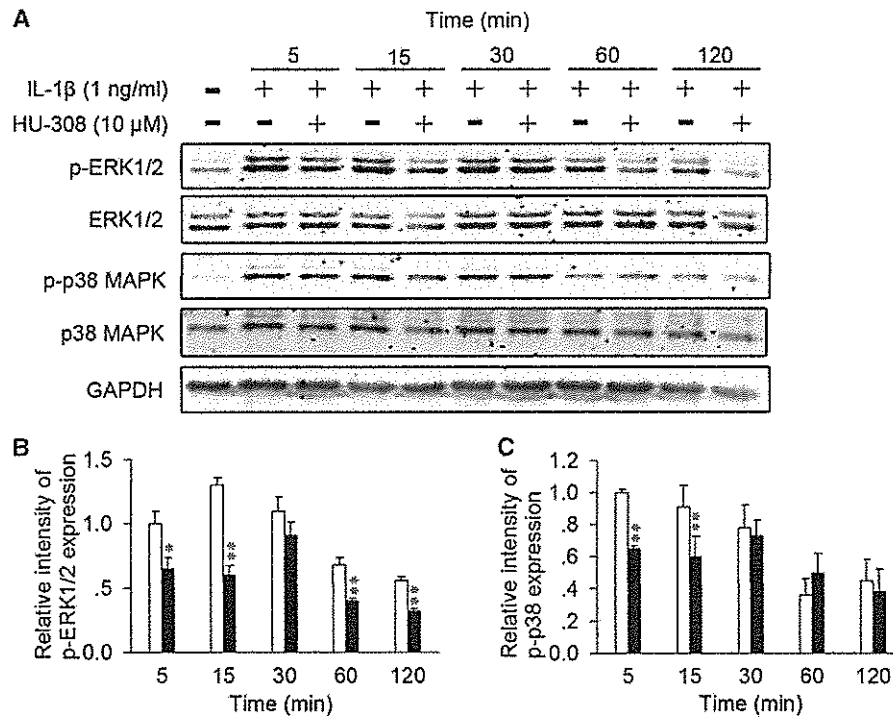 A
Time (min)
5 15 30 60 120
IL-1β (1 ng/ml) - + + + + + + + + + +
HU-308 (10 µM) - - + - + - + - + - +
p-ERK1/2
ERK1/2
p-p38 MAPK
p38 MAPK
GAPDH
B
Relative intensity of
p-ERK1/2 expression
1.5
1.0
.5
0.0
*
**
**
**
5 15 30 60 120
Time (min)
C
Relative intensity of
p-p38 expression
1.2
1.0
.8
.6
.4
.2
0.0
**
**
5 15 30 60 120
Time (min)